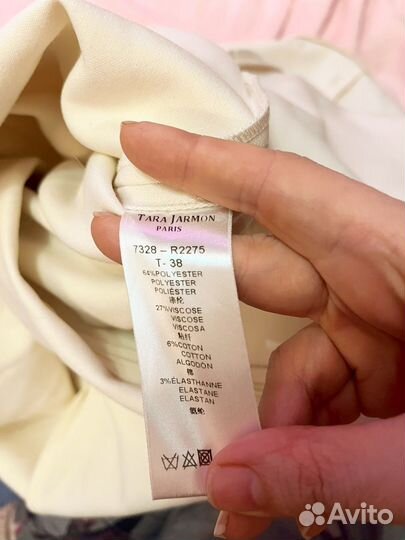 TARA JARMON
PARIS
7328 - R2275
T- 38
64%POLYESTER
POLYESTER
POLIÉSTER
涤纶
27%VISCOSE
VISCOSE
VISCOSA
粘纤
6%COTON
COTTON
ALGODON
棉
3%ÉLASTHANNE
ELASTANE
ELASTAN
氨纶
Avito